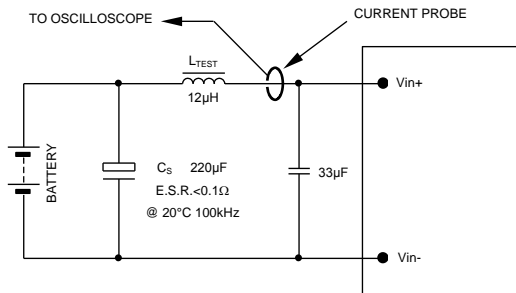 TO OSCILLOSCOPE
CURRENT PROBE
LTEST
12µH
Vin+
BATTERY
CS 220µF
E.S.R.<0.1Ω
@ 20°C 100kHz
33µF
Vin-